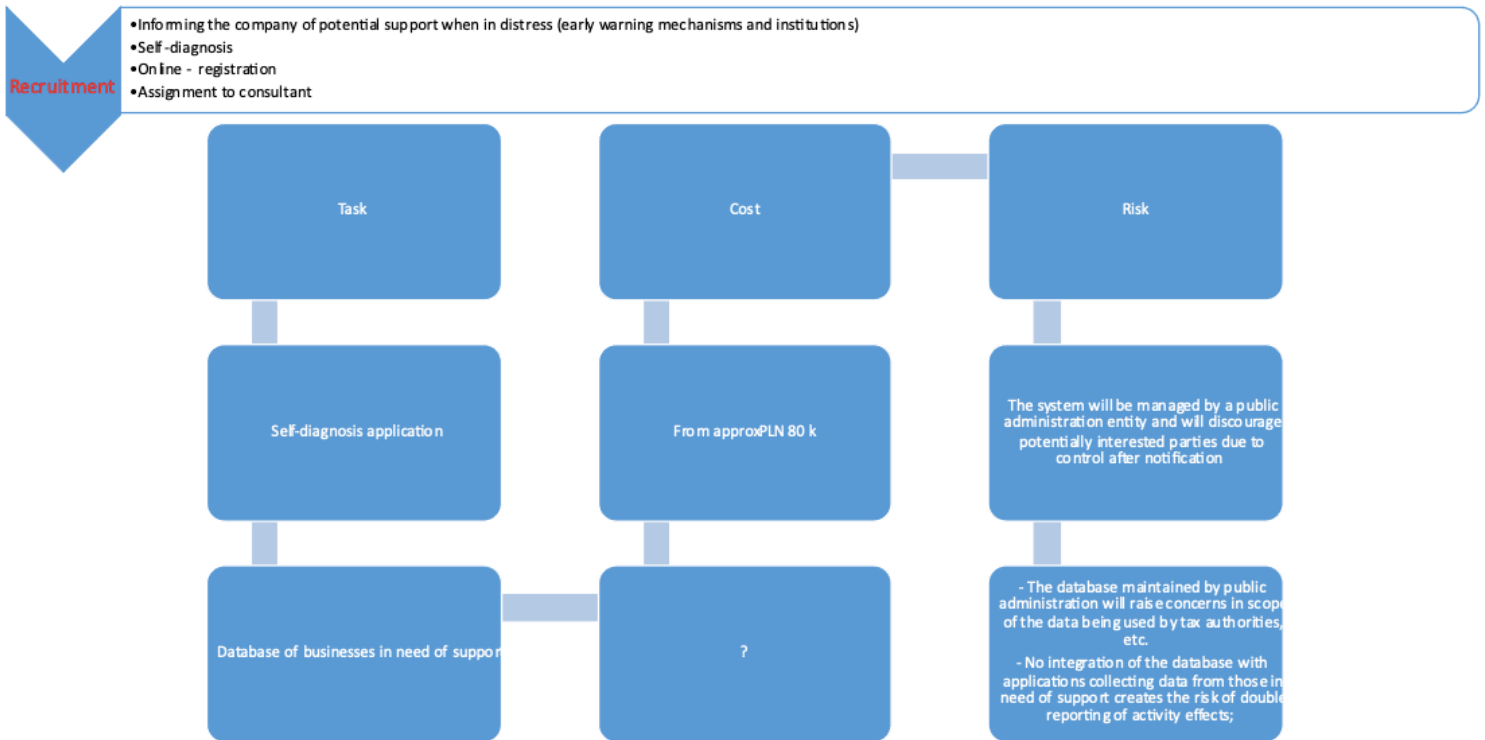 •Informing the company of potential support when in distress (early warning mechanisms and institutions)
•Self-diagnosis
•Online - registration
•Assignment to consultant
Recruitment
Task
Cost
Risk
Self-diagnosis application
From approxPLN 80 k
The system will be managed by a public
administration entity and will discourage
potentially interested parties due to
control after notification
Database of businesses in need of suppor
?
- The database maintained by public
administration will raise concerns in scope
of the data being used by tax authorities,
etc.
- No integration of the database with
applications collecting data from those in
need of support creates the risk of double
reporting of activity effects;